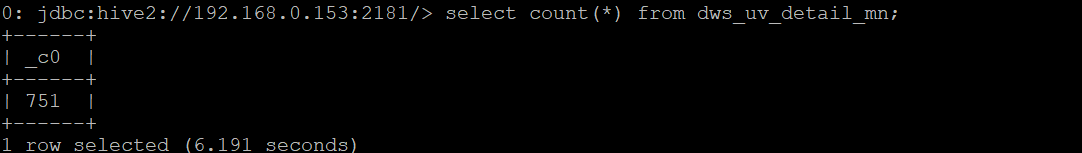 0: jdbc:hive2://192.168.0.153:2181/> select count(*) from dws_uv_detail_mn;
+------+
| _c0  |
+------+
| 751  |
+------+
1 row selected (6.191 seconds)